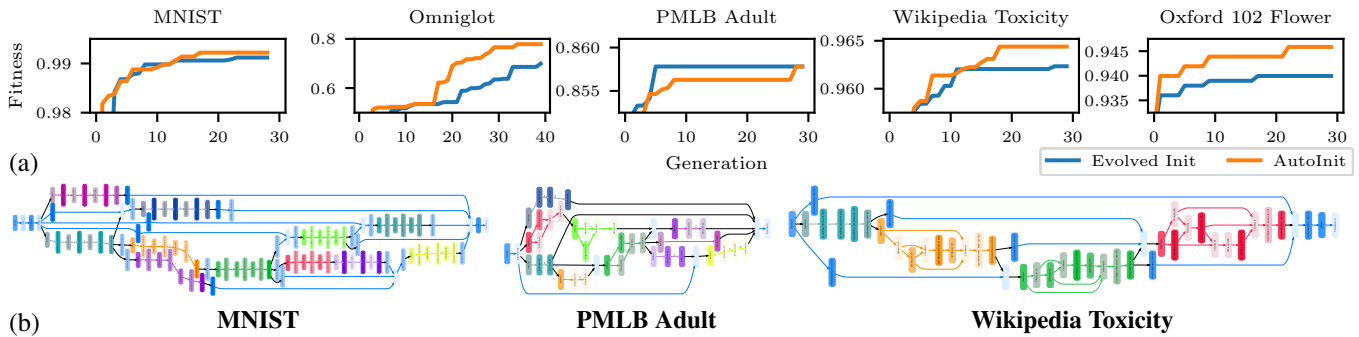 MNIST
Omniglot
PMLB Adult
Wikipedia Toxicity
Oxford 102 Flower
Fitness
0.99
0.98
0 10 20 30
0.8
0.6
0 10 20 30 40
0.860
0.855
0 10 20 30
0.965
0.960
0 10 20 30
0.945
0.940
0.935
0 10 20 30
(a)
Generation
Evolved Init
AutoInit
(b)
MNIST
PMLB Adult
Wikipedia Toxicity